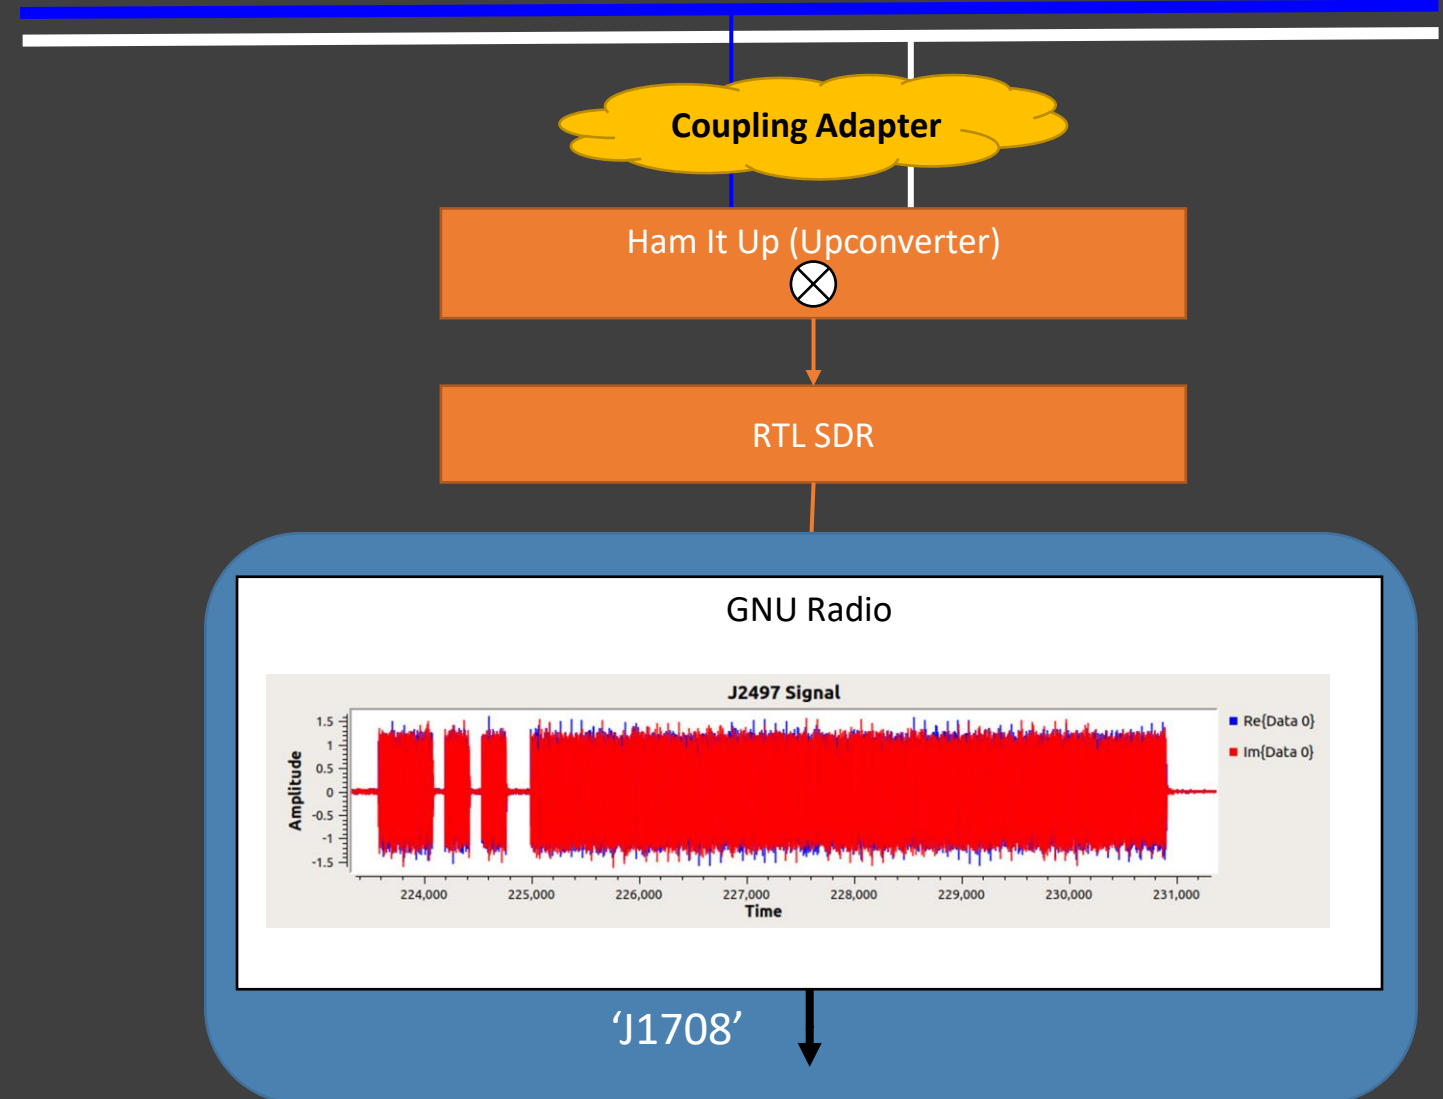 Coupling Adapter
Ham It Up (Upconverter)
RTL SDR
GNU Radio
J2497 Signal
1.5
1
0.5
0
-0.5
-1
-1.5
Amplitude
Re{Data 0}
Im{Data 0}
224,000 225,000 226,000 227,000 228,000 229,000 230,000 231,000
Time
‘J1708’